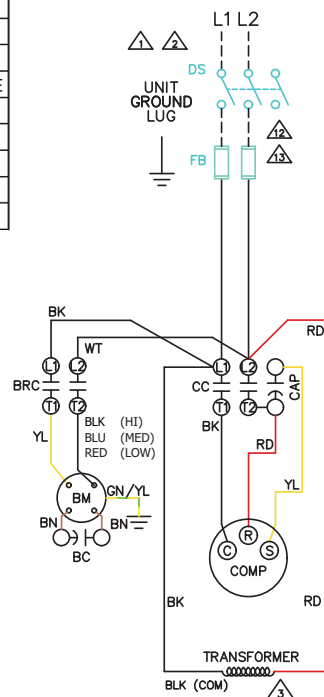 E
L1 L2
1 2
DS
UNIT
GROUND
LUG
12
FB
13
BK
RD
WT
L1 L2
L1 L2
BRC
CC
CAP
T1 T2
T1 T2
BLK (HI)
BK
YL
BLU (MED)
RED (LOW)
RD
GN/YL
YL
BM
BN
BN
R
BC
C
S
COMP
BK
RD
TRANSFORMER
BLK (COM)
3